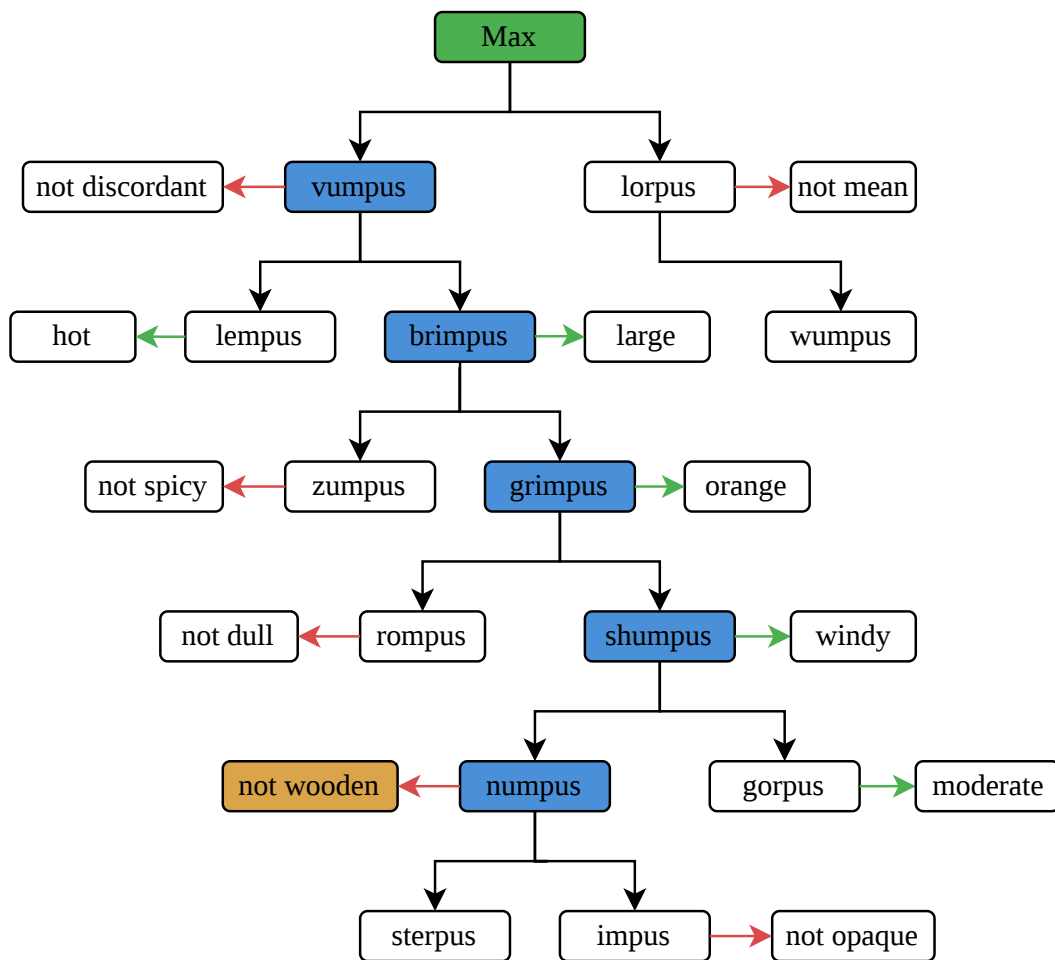 Max
not discordant
vumpus
lorpus
not mean
hot
lempus
brimpus
large
wumpus
not spicy
zumpus
grimpus
orange
not dull
rompus
shumpus
windy
not wooden
numpus
gorpus
moderate
sterpus
impus
not opaque